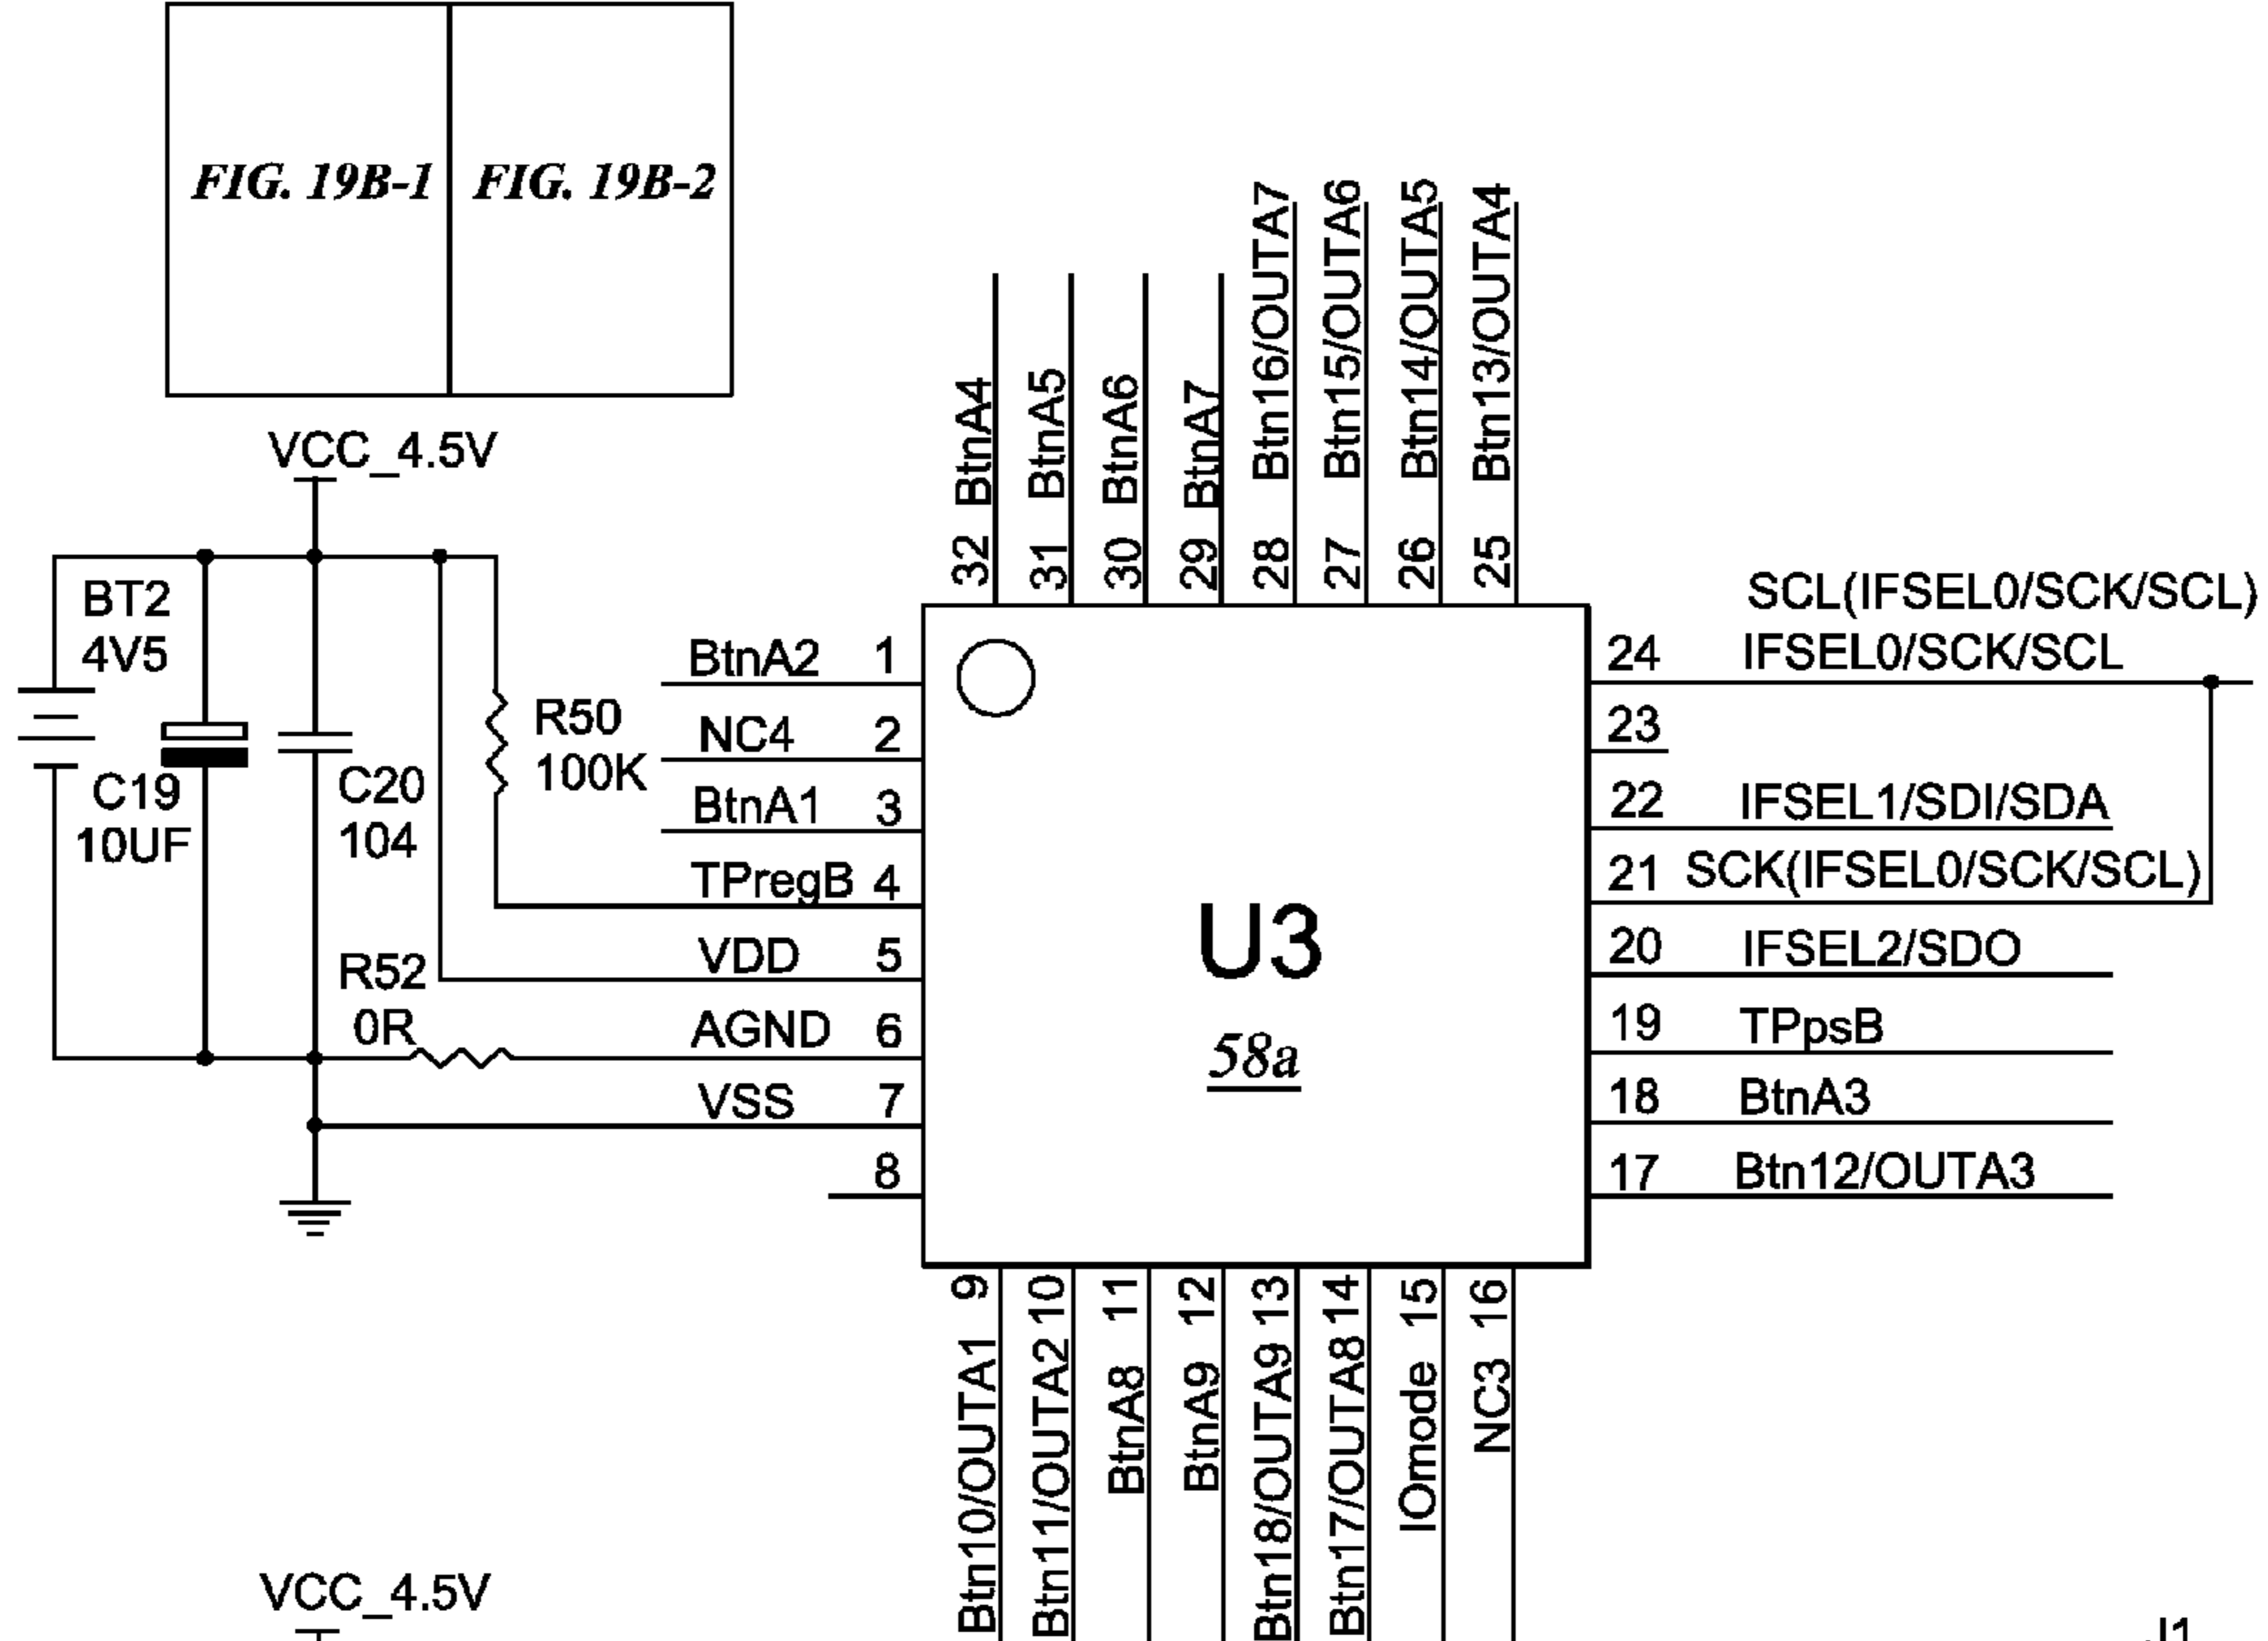 FIG. 19B-1
FIG. 19B-2
VCC_4.5V
BT2
4V5
C19
10UF
C20
104
R50
100K
R52
0R
BtnA2 1
NC4 2
BtnA1 3
TPregB 4
VDD 5
AGND 6
VSS 7
8
32 BtnA4
31 BtnA5
30 BtnA6
29 BtnA7
28 Btn16/OUTA7
27 Btn15/OUTA6
26 Btn14/OUTA5
25 Btn13/OUTA4
U3
58a
SCL(IFSEL0/SCK/SCL)
24 IFSEL0/SCK/SCL
23
22 IFSEL1/SDI/SDA
21 SCK(IFSEL0/SCK/SCL)
20 IFSEL2/SDO
19 TPpsB
18 BtnA3
17 Btn12/OUTA3
Btn10/OUTA1 9
Btn11/OUTA2 10
BtnA8 11
BtnA9 12
Btn18/OUTA9 13
Btn17/OUTA8 14
IOmode 15
NC3 16
VCC_4.5V
J1